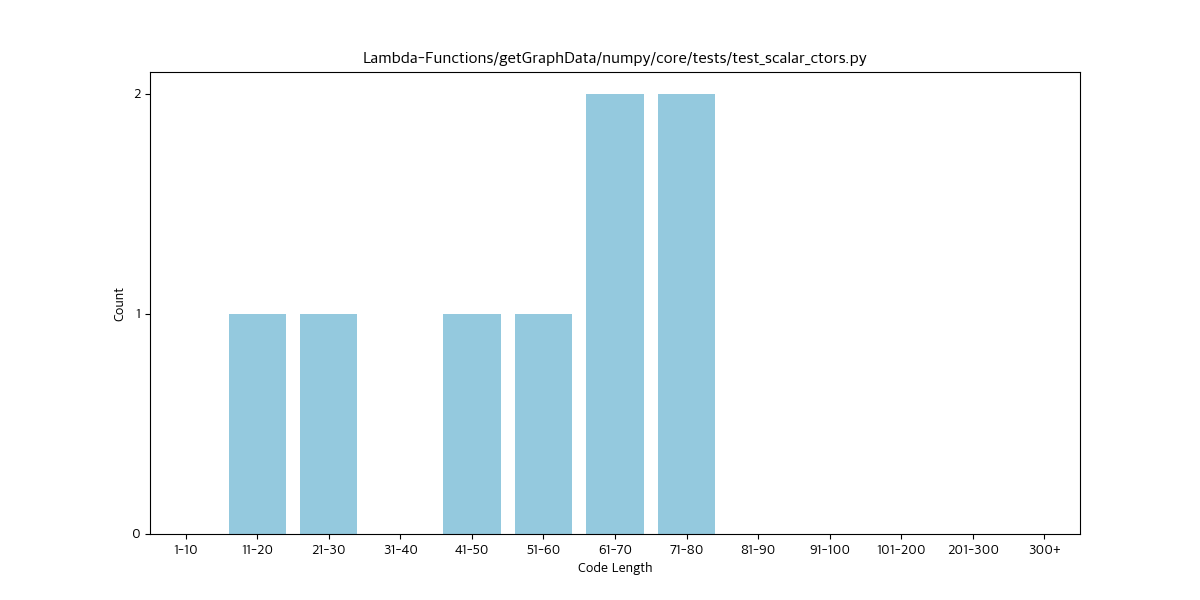 Lambda-Functions/getGraphData/numpy/core/tests/test_scalar_ctors.py
2
1
0
Count
1-10 11-20 21-30 31-40 41-50 51-60 61-70 71-80 81-90 91-100 101-200 201-300 300+
Code Length